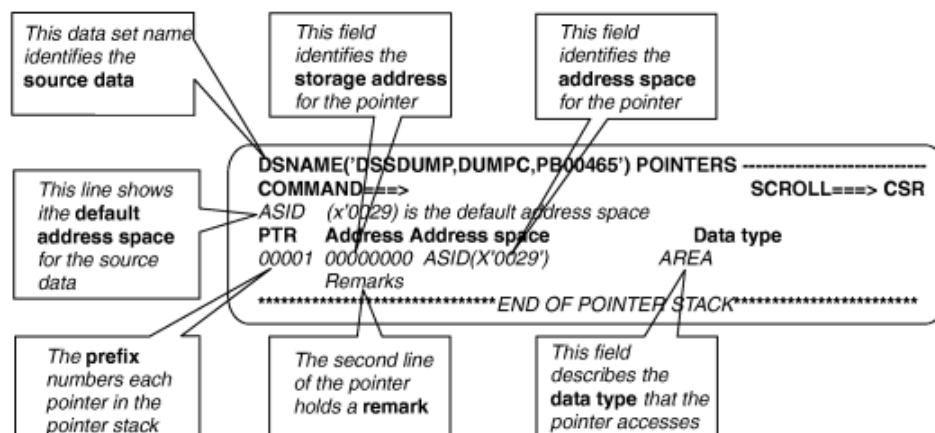 This data set name
identifies the
source data
This field
identifies the
storage address
for the pointer
This field
identifies the
address space
for the pointer
This line shows
ithe default
address space
for the source
data
DSNAME('DSSDUMP,DUMPC,PB00465') POINTERS ----------------------------
COMMAND===> SCROLL===> CSR
ASID (x'0029) is the default address space
PTR Address Address space Data type
00001 00000000 ASID(X'0029') AREA
Remarks
*******************************END OF POINTER STACK************************
The prefix
numbers each
pointer in the
pointer stack
The second line
of the pointer
holds a remark
This field
describes the
data type that the
pointer accesses